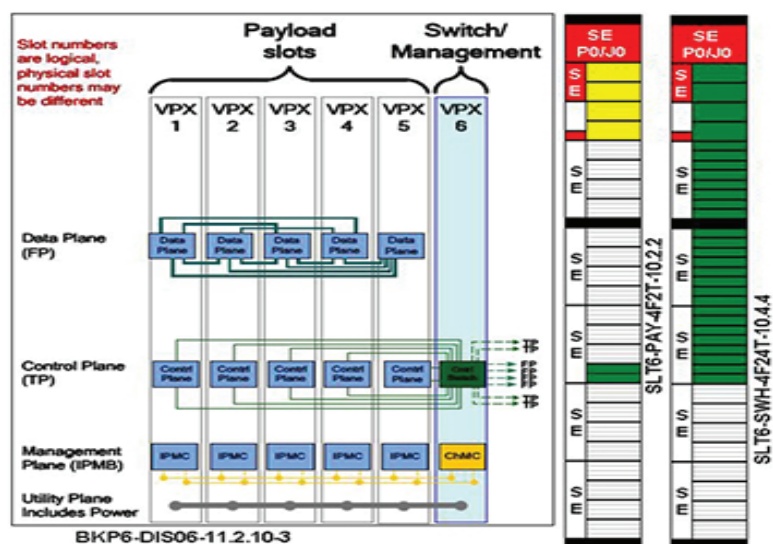 Slot numbers
are logical,
physical slot
numbers may
be different
Payload
slots
Switch/
Management
VPX
1
VPX
2
VPX
3
VPX
4
VPX
5
VPX
6
Data Plane
(FP)
Data
Plane
Data
Plane
Data
Plane
Data
Plane
Data
Plane
Control Plane
(TP)
Contrl
Plane
Contrl
Plane
Contrl
Plane
Contrl
Plane
Contrl
Plane
Switch
TP
TP
TP
TP
Management
Plane (IPMB)
IPMC
IPMC
IPMC
IPMC
IPMC
ChMC
Utility Plane
Includes Power
BKP6-DIS06-11.2.10-3
SE
P0/J0
S
E
S
E
S
E
S
E
S
E
S
E
SLT6-PAY-4F2T-10.2.2
SE
P0/J0
S
E
S
E
S
E
S
E
S
E
S
E
SLT6-SWH-4F24T-10.4.4